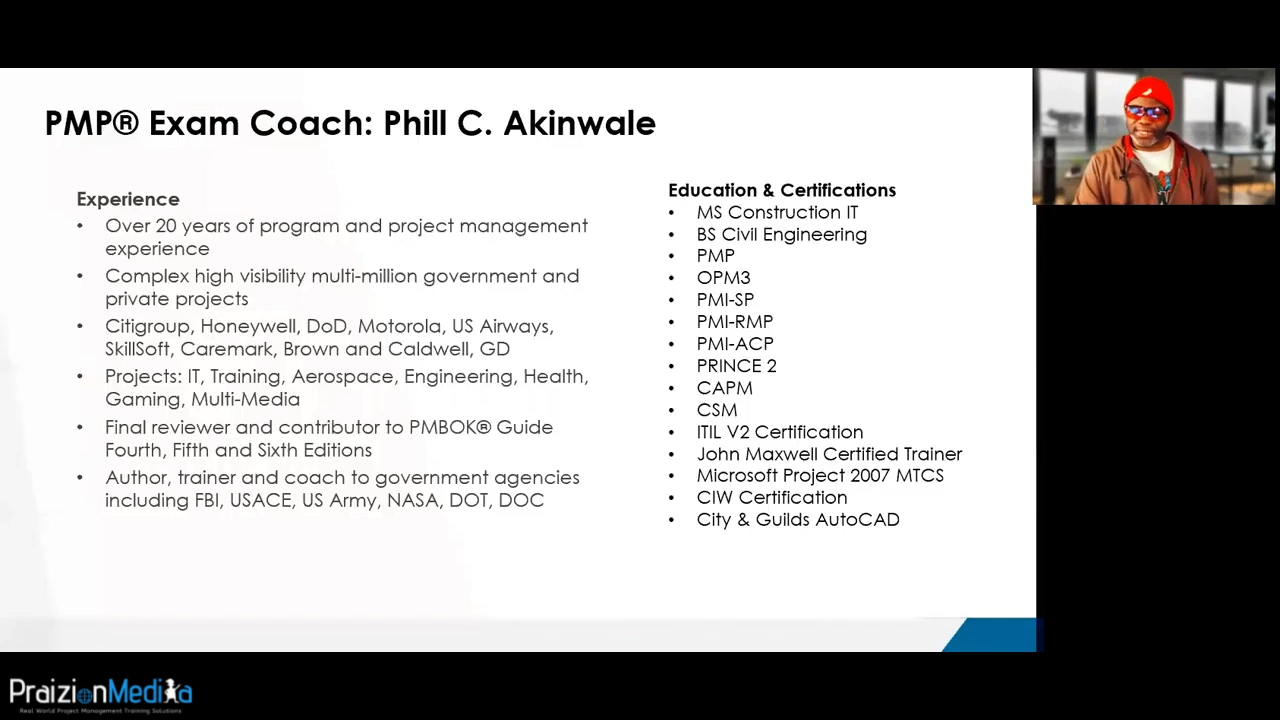 PMP® Exam Coach: Phill C. Akinwale
Experience
• Over 20 years of program and project management
experience
• Complex high visibility multi-million government and
private projects
• Citigroup, Honeywell, DoD, Motorola, US Airways,
SkillSoft, Caremark, Brown and Caldwell, GD
• Projects: IT, Training, Aerospace, Engineering, Health,
Gaming, Multi-Media
• Final reviewer and contributor to PMBOK® Guide
Fourth, Fifth and Sixth Editions
• Author, trainer and coach to government agencies
including FBI, USACE, US Army, NASA, DOT, DOC
Education & Certifications
• MS Construction IT
• BS Civil Engineering
• PMP
• OPM3
• PMI-SP
• PMI-RMP
• PMI-ACP
• PRINCE 2
• CAPM
• CSM
• ITIL V2 Certification
• John Maxwell Certified Trainer
• Microsoft Project 2007 MTCS
• CIW Certification
• City & Guilds AutoCAD
PraizionMedia
Real World Project Management Training Solutions